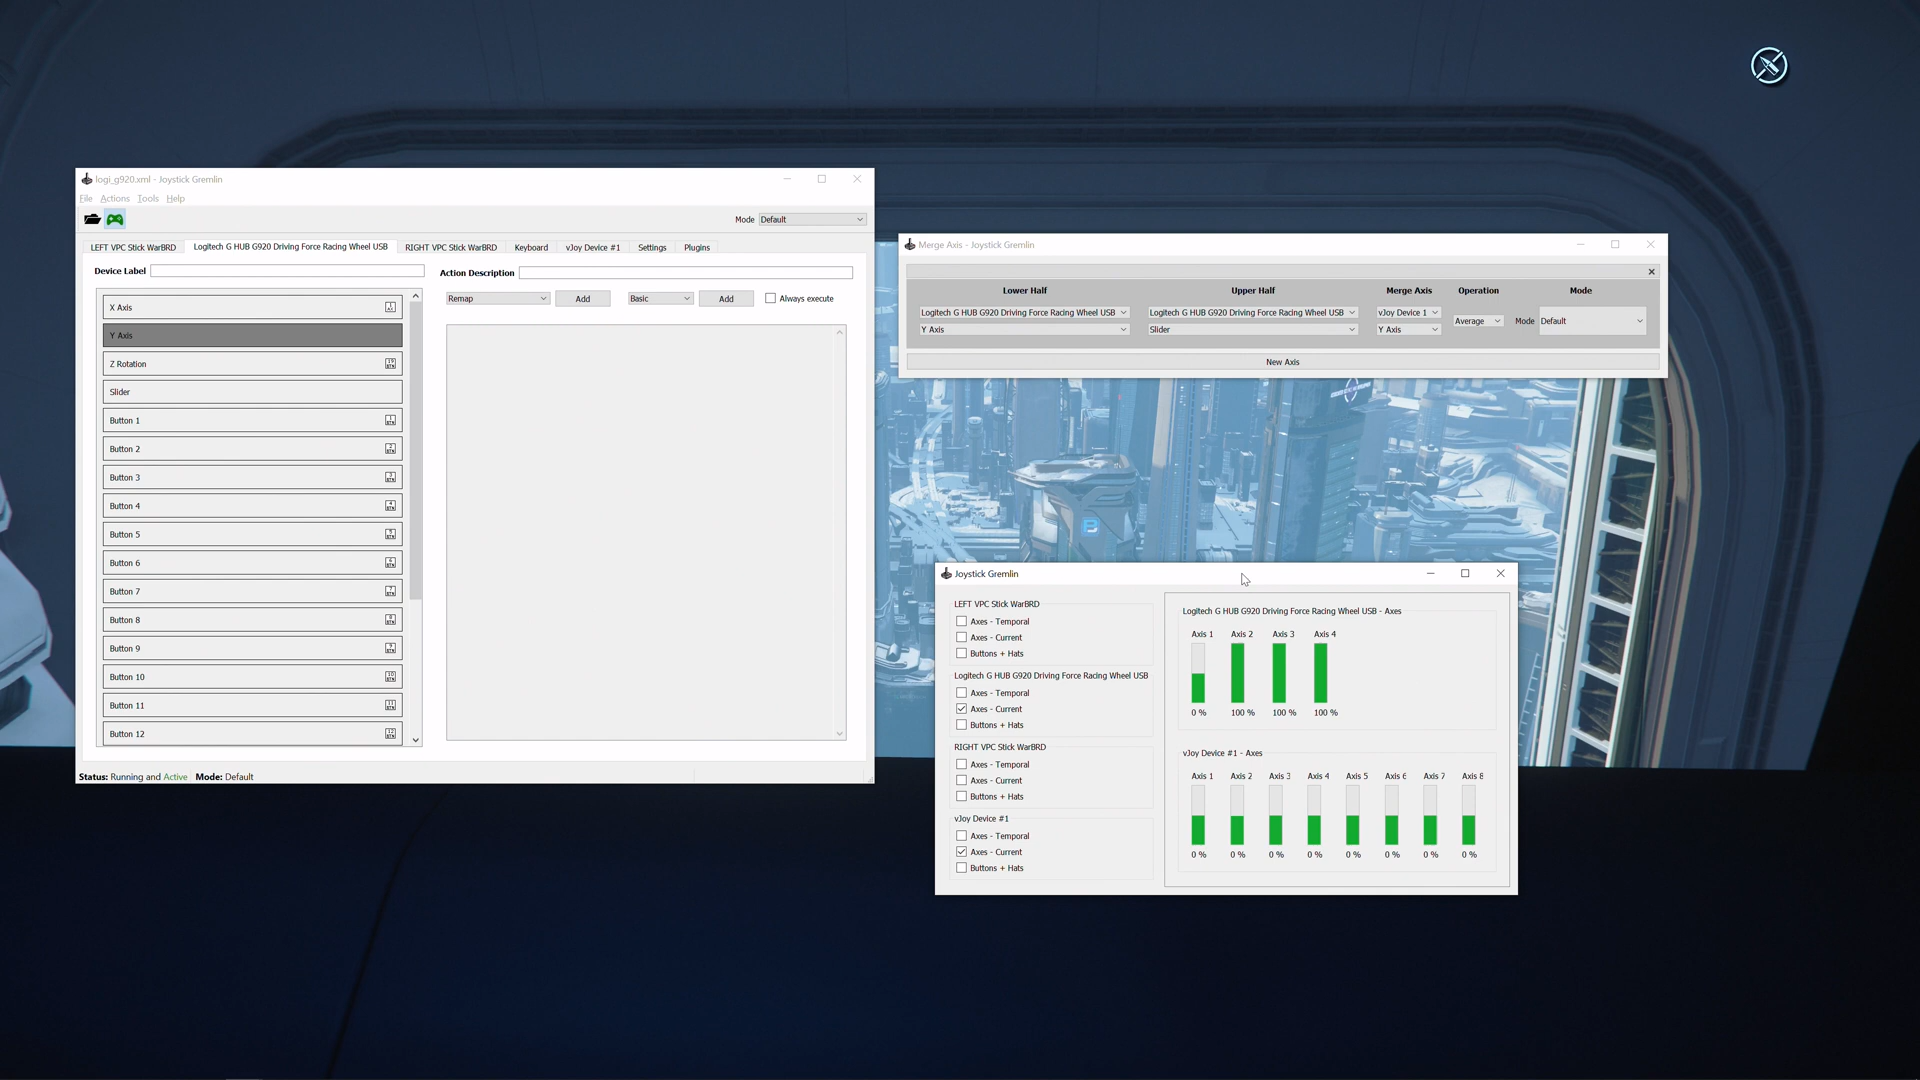 logi_g920.xml - Joystick Gremlin
File Actions Tools Help
Mode Default
LEFT VPC Stick WarBRD Logitech G HUB G920 Driving Force Racing Wheel USB RIGHT VPC Stick WarBRD Keyboard vJoy Device #1 Settings Plugins
Device Label
Action Description
Remap Add Basic Add Always execute
X Axis
Y Axis
Z Rotation
Slider
Button 1
Button 2
Button 3
Button 4
Button 5
Button 6
Button 7
Button 8
Button 9
Button 10
Button 11
Button 12
Status: Running and Active Mode: Default
Merge Axis - Joystick Gremlin
Lower Half Upper Half Merge Axis Operation Mode
Logitech G HUB G920 Driving Force Racing Wheel USB Logitech G HUB G920 Driving Force Racing Wheel USB vJoy Device 1
Average Mode Default
Y Axis Slider Y Axis
New Axis
Joystick Gremlin
LEFT VPC Stick WarBRD
Axes - Temporal
Axes - Current
Buttons + Hats
Logitech G HUB G920 Driving Force Racing Wheel USB
Axes - Temporal
Axes - Current
Buttons + Hats
RIGHT VPC Stick WarBRD
Axes - Temporal
Axes - Current
Buttons + Hats
vJoy Device #1
Axes - Temporal
Axes - Current
Buttons + Hats
Logitech G HUB G920 Driving Force Racing Wheel USB - Axes
Axis 1 Axis 2 Axis 3 Axis 4
0 % 100 % 100 % 100 %
vJoy Device #1 - Axes
Axis 1 Axis 2 Axis 3 Axis 4 Axis 5 Axis 6 Axis 7 Axis 8
0 % 0 % 0 % 0 % 0 % 0 % 0 % 0 %